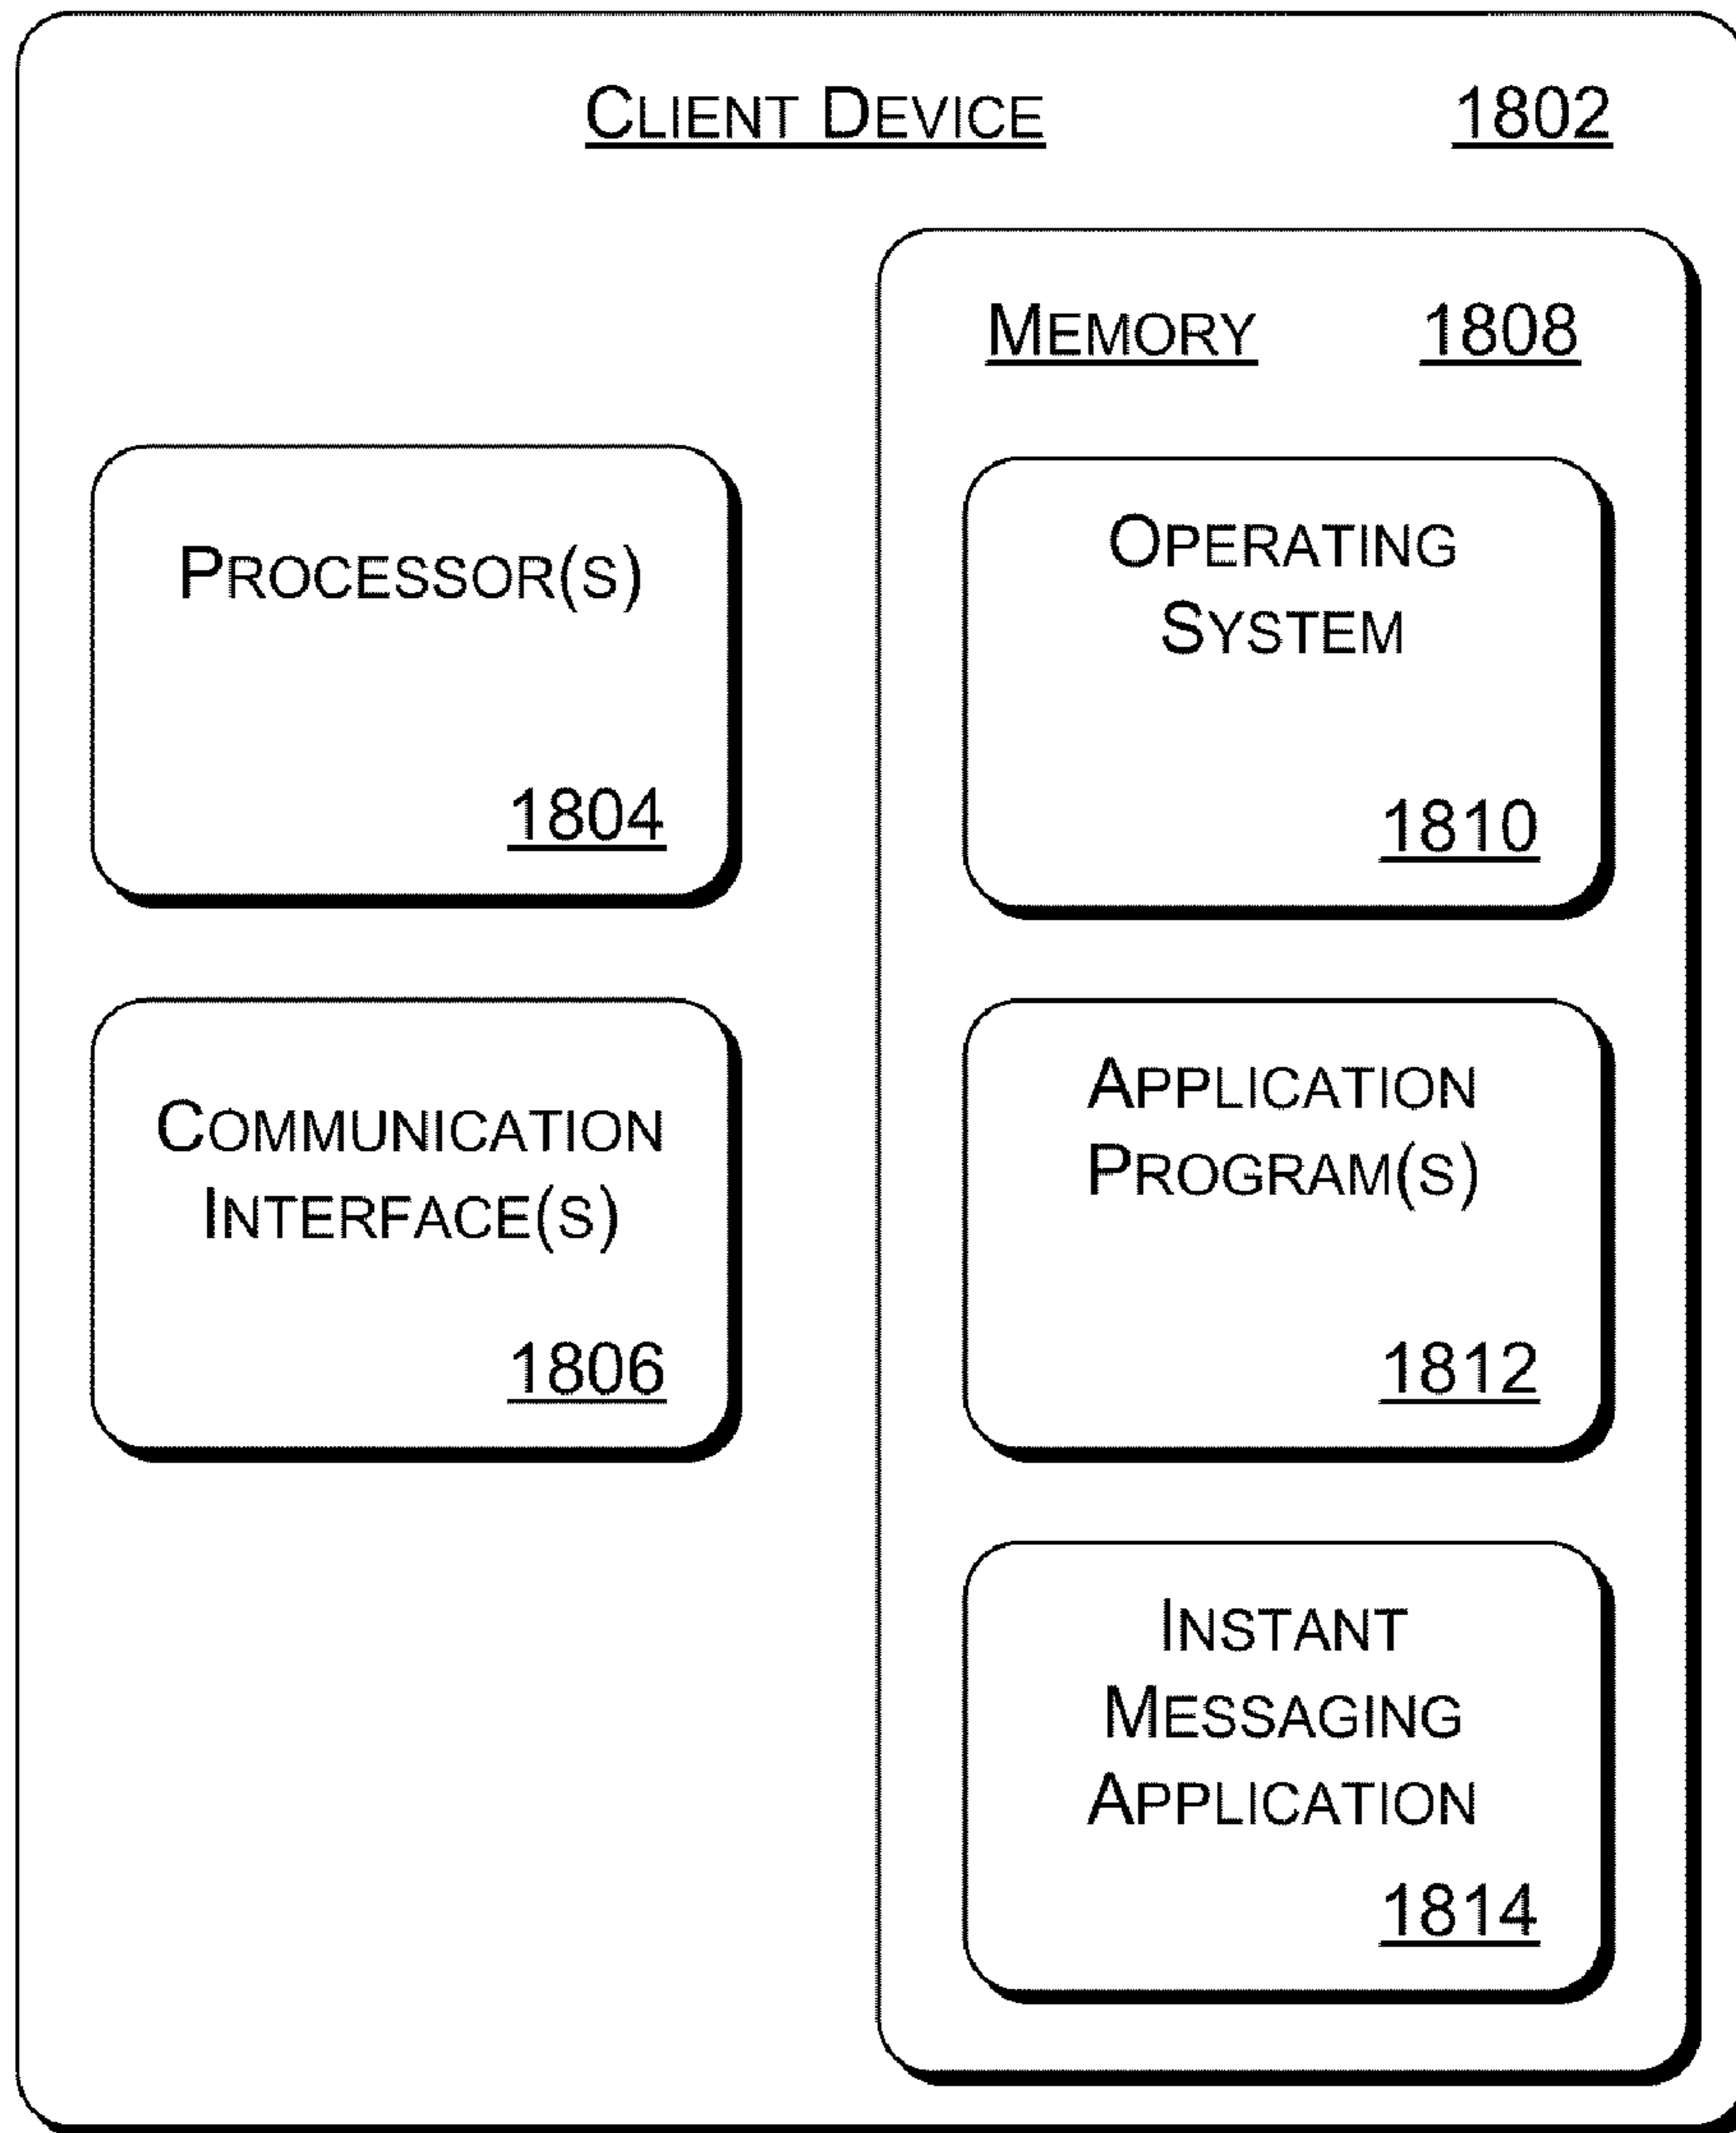 CLIENT DEVICE 1802
MEMORY 1808
PROCESSOR(S)
1804
OPERATING
SYSTEM
1810
COMMUNICATION
INTERFACE(S)
1806
APPLICATION
PROGRAM(S)
1812
INSTANT
MESSAGING
APPLICATION
1814